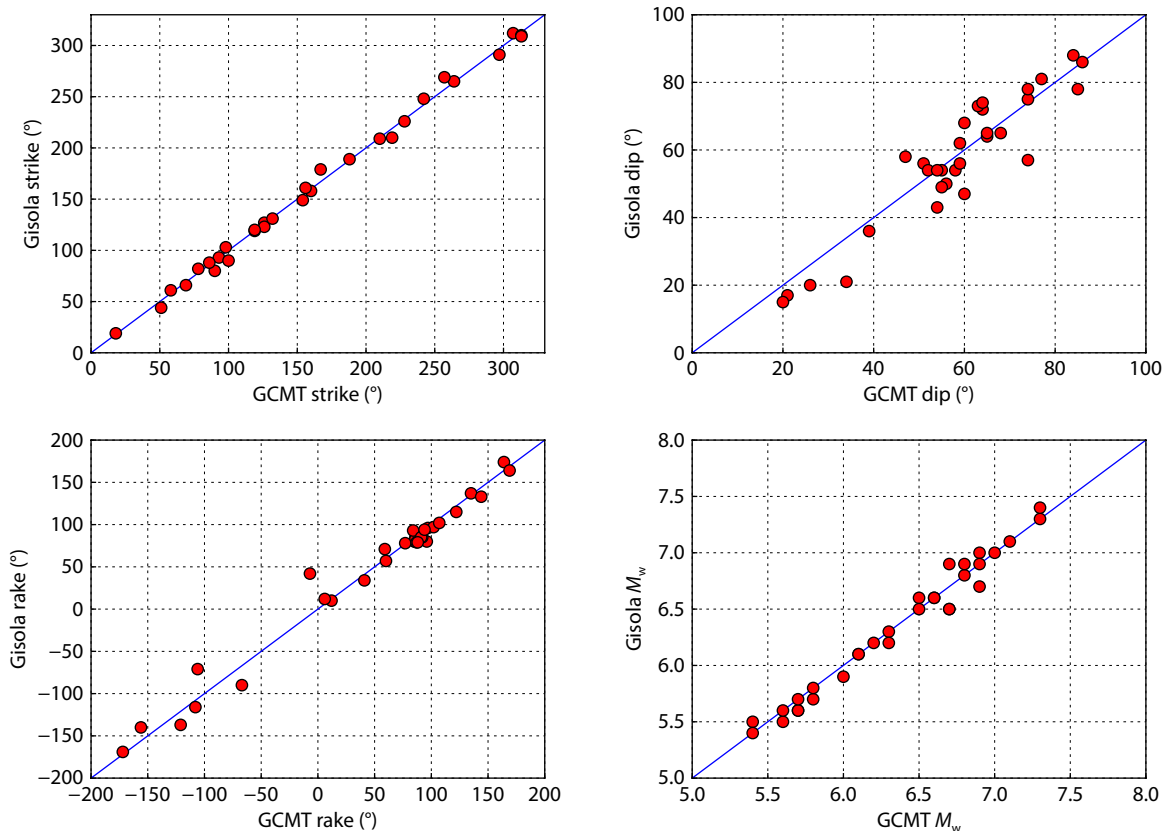 300
250
200
150
100
50
0
Gisola strike (°)
0 50 100 150 200 250 300
GCMT strike (°)
100
80
60
40
20
0
Gisola dip (°)
0 20 40 60 80 100
GCMT dip (°)
200
150
100
50
0
−50
−100
−150
−200
Gisola rake (°)
−200 −150 −100 −50 0 50 100 150 200
GCMT rake (°)
8.0
7.5
7.0
6.5
6.0
5.5
5.0
Gisola Mw
5.0 5.5 6.0 6.5 7.0 7.5 8.0
GCMT Mw